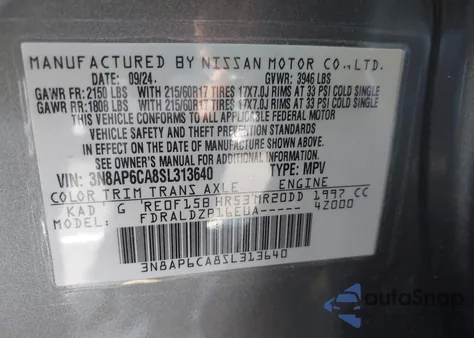 MANUFACTURED BY NISSAN MOTOR CO.,LTD.
DATE: 09/24. GVWR: 3946 LBS
GAWR FR: 2150 LBS WITH 215/60R17 TIRES 17X7.0J RIMS AT 33 PSI COLD SINGLE
GAWR RR: 1808 LBS WITH 215/60R17 TIRES 17X7.0J RIMS AT 33 PSI COLD SINGLE
THIS VEHICLE CONFORMS TO ALL APPLICABLE FEDERAL MOTOR
VEHICLE SAFETY AND THEFT PREVENTION STANDARDS
IN EFFECT ON THE DATE OF MANUFACTURE SHOWN ABOVE.
SEE OWNER'S MANUAL FOR ADDITIONAL INFORMATION
VIN: 3N8AP6CA8SL313640 TYPE: MPV
COLOR TRIM TRANS AXLE ENGINE
KAD G RE0F15B HR53 MR20DD 1997 CC
MODEL: FDRALDZP16EUA 4Z000
3N8AP6CA8SL313640
AutoSnap